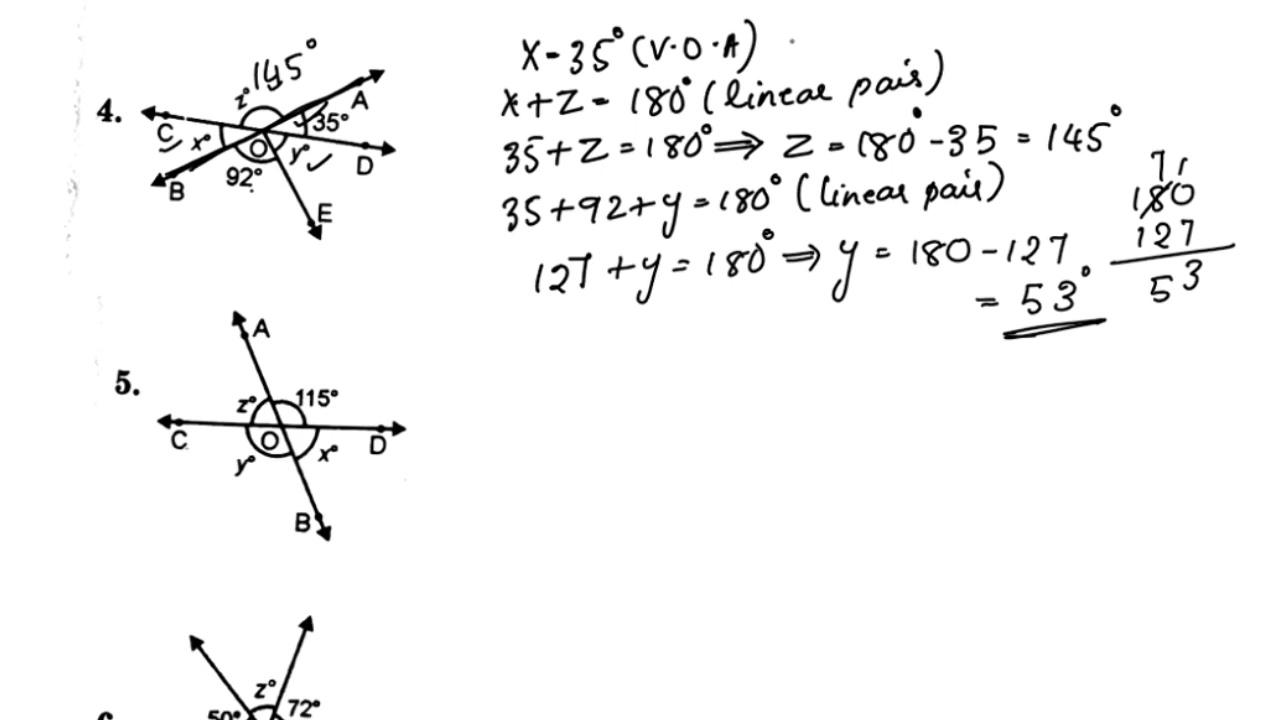 4.
145°
z°
A
C
x°
35°
O
y°
D
B
92°
E
x = 35° (V.O.A)
x + z = 180° (linear pair)
35 + z = 180° ⇒ z = 180° - 35 = 145°
35 + 92 + y = 180° (linear pair)
127 + y = 180° ⇒ y = 180 - 127
= 53°
71
180
127
53
5.
A
z°
115°
C
O
D
y°
x°
B
z°
50°
72°